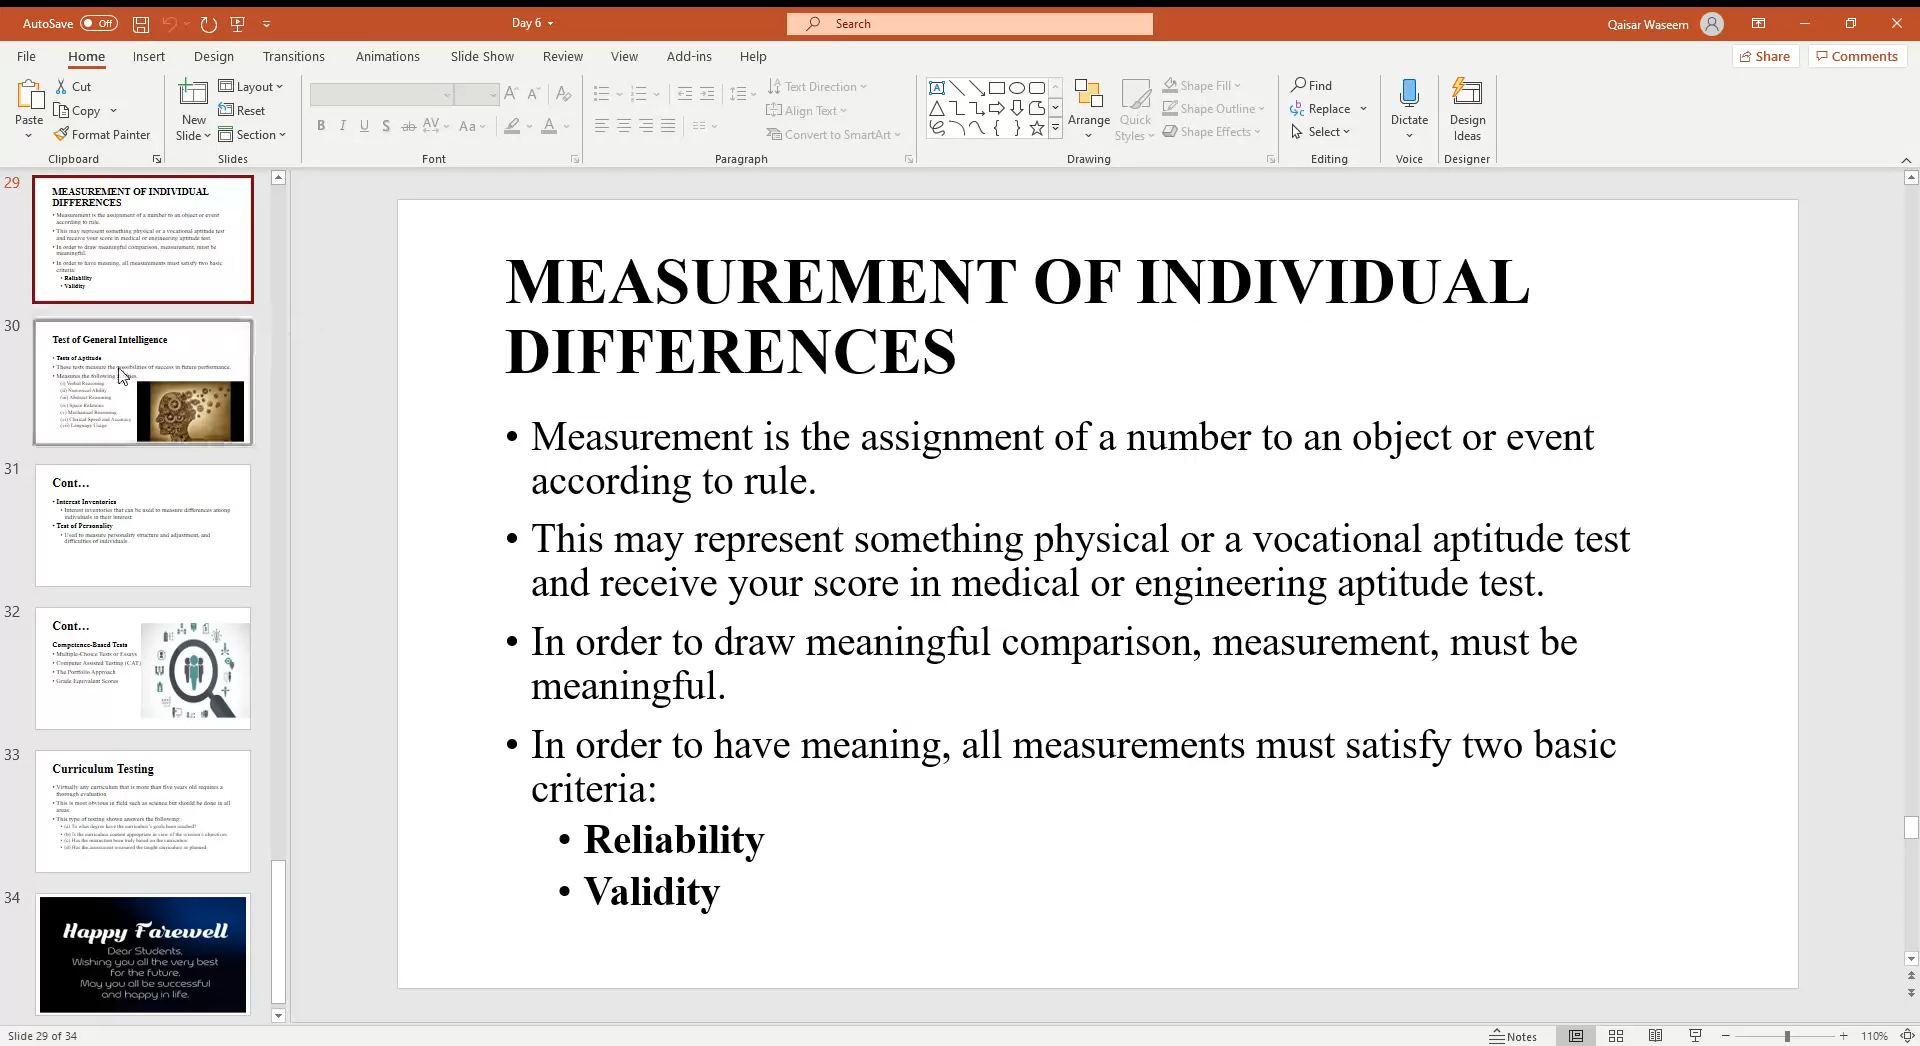 AutoSave Off
Day 6
Search
Qaisar Waseem
File Home Insert Design Transitions Animations Slide Show Review View Add-ins Help
Share Comments
Paste
Cut
Copy
Format Painter
Clipboard
New Slide
Layout
Reset
Section
Slides
Font
Text Direction
Align Text
Convert to SmartArt
Paragraph
Arrange
Quick Styles
Shape Fill
Shape Outline
Shape Effects
Drawing
Find
Replace
Select
Editing
Dictate
Voice
Design Ideas
Designer
29
MEASUREMENT OF INDIVIDUAL
DIFFERENCES
• Measurement is the assignment of a number to an object or event
according to rule.
• This may represent something physical or a vocational aptitude test
and receive your score in medical or engineering aptitude test.
• In order to draw meaningful comparison, measurement, must be
meaningful.
• In order to have meaning, all measurements must satisfy two basic
criteria:
• Reliability
• Validity
30
Test of General Intelligence
• Tests of Aptitude
• These tests measure the possibilities of success in future performance.
• Measures the following
(i) Verbal Reasoning
(ii) Numerical Ability
(iii) Abstract Reasoning
(iv) Space Relations
(v) Mechanical Reasoning
(vi) Clerical Speed and Accuracy
(vii) Language Usage
31
Cont…
• Interest Inventories
• Interest inventories that can be used to measure differences among
individuals in their interest
• Test of Personality
• Used to measure personality structure and adjustment, and
difficulties of individuals.
32
Cont…
Competence-Based Tests
• Multiple-Choice Tests or Essays
• Computer Assisted Testing (CAT)
• The Portfolio Approach
• Grade Equivalent Scores
33
Curriculum Testing
• Virtually any curriculum that is more than five years old requires a
thorough evaluation
• This is most obvious in field such as science but should be done in all
areas.
• This type of testing shown answers the following:
• (a) To what degree have the curriculum's goals been reached?
• (b) Is the curriculum content appropriate in view of the science's objectives
• (c) Has the instruction been truly based on the curriculum
• (d) Has the assessment measured the taught curriculum or planned
34
Happy Farewell
Dear Students,
Wishing you all the very best
for the future.
May you all be successful
and happy in life.
MEASUREMENT OF INDIVIDUAL
DIFFERENCES
• Measurement is the assignment of a number to an object or event
according to rule.
• This may represent something physical or a vocational aptitude test
and receive your score in medical or engineering aptitude test.
• In order to draw meaningful comparison, measurement, must be
meaningful.
• In order to have meaning, all measurements must satisfy two basic
criteria:
• Reliability
• Validity
Slide 29 of 34
Notes
110%